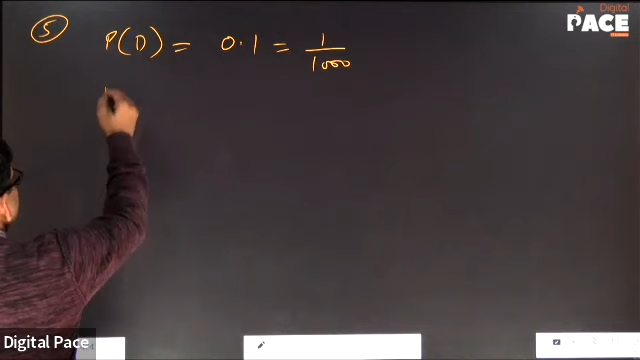 Digital
PACE
5 P(D) = 0.1 = 1/1000
Digital Pace